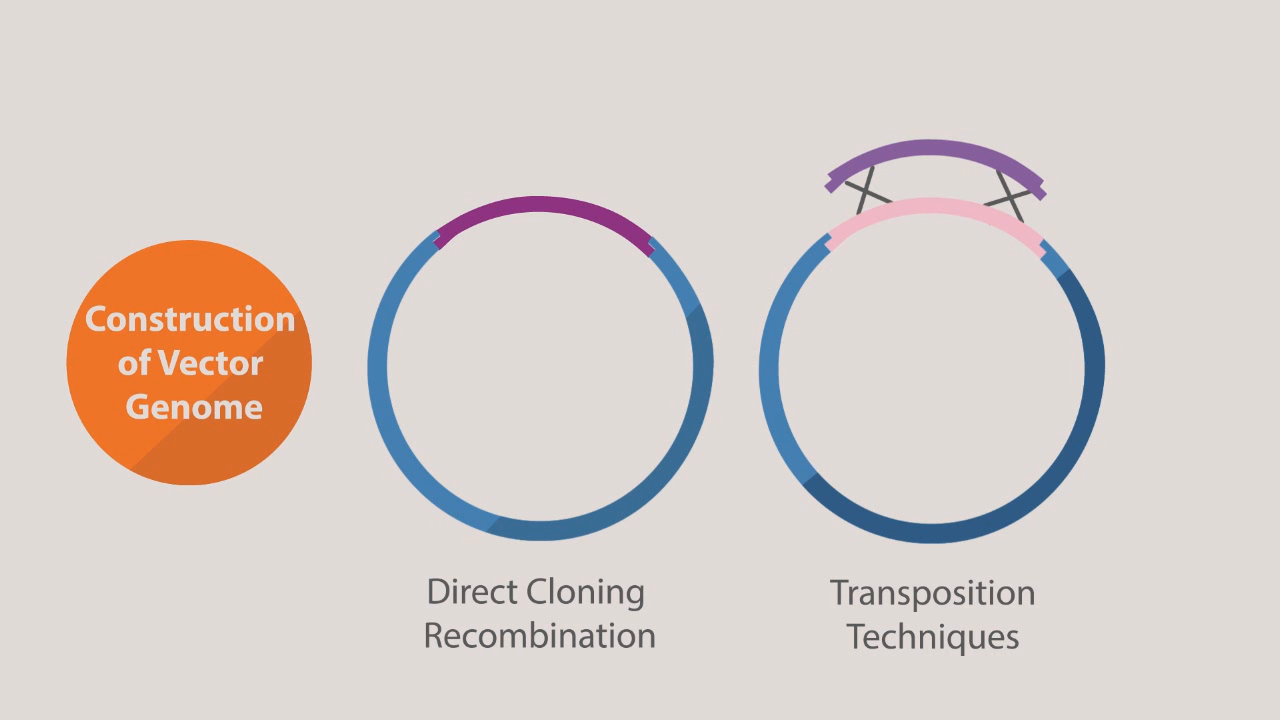 Construction
of Vector
Genome
Direct Cloning
Recombination
Transposition
Techniques